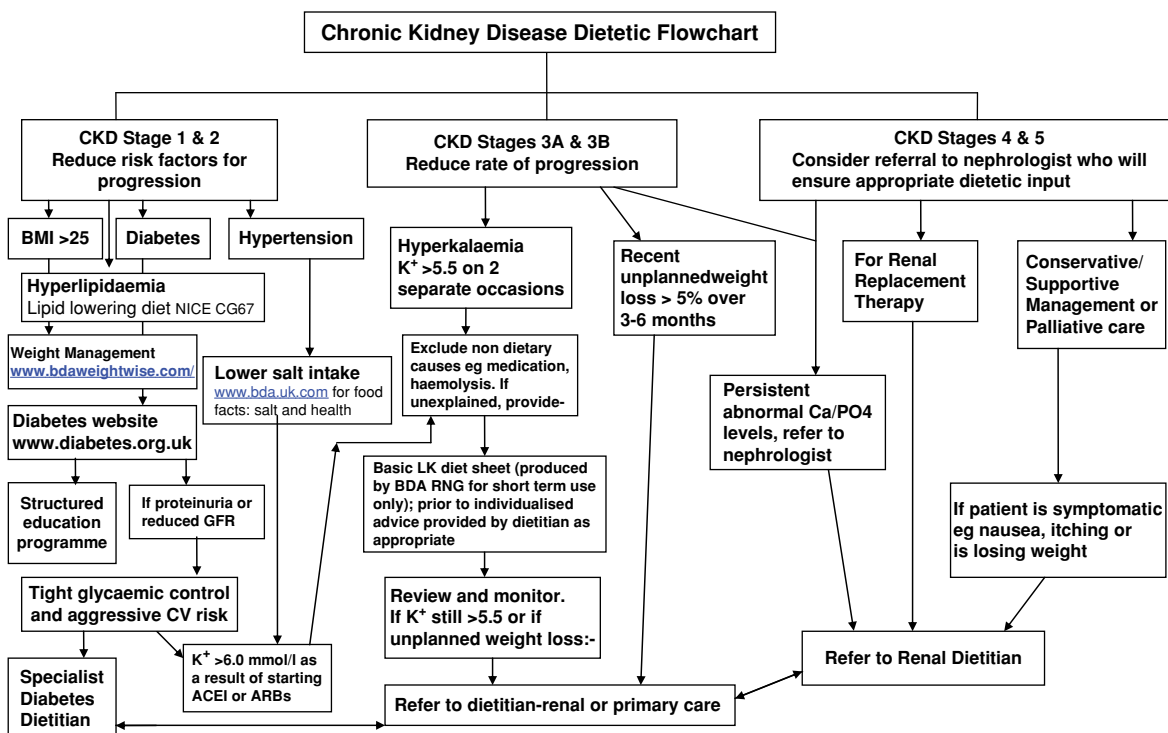 Chronic Kidney Disease Dietetic Flowchart
CKD Stage 1 & 2
Reduce risk factors for
progression
CKD Stages 3A & 3B
Reduce rate of progression
CKD Stages 4 & 5
Consider referral to nephrologist who will
ensure appropriate dietetic input
BMI >25
Diabetes
Hypertension
Hyperlipidaemia
Lipid lowering diet NICE CG67
Weight Management
www.bdaweightwise.com/
Lower salt intake
www.bda.uk.com for food
facts: salt and health
Diabetes website
www.diabetes.org.uk
Structured
education
programme
If proteinuria or
reduced GFR
Tight glycaemic control
and aggressive CV risk
K⁺ >6.0 mmol/l as
a result of starting
ACEI or ARBs
Specialist
Diabetes
Dietitian
Hyperkalaemia
K⁺ >5.5 on 2
separate occasions
Exclude non dietary
causes eg medication,
haemolysis. If
unexplained, provide-
Basic LK diet sheet (produced
by BDA RNG for short term use
only); prior to individualised
advice provided by dietitian as
appropriate
Review and monitor.
If K⁺ still >5.5 or if
unplanned weight loss:-
Refer to dietitian-renal or primary care
Recent
unplannedweight
loss > 5% over
3-6 months
Persistent
abnormal Ca/PO4
levels, refer to
nephrologist
For Renal
Replacement
Therapy
Conservative/
Supportive
Management or
Palliative care
If patient is symptomatic
eg nausea, itching or
is losing weight
Refer to Renal Dietitian